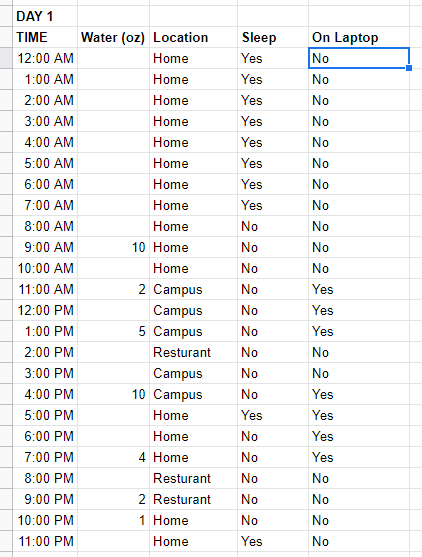 DAY 1
TIME Water (oz) Location Sleep On Laptop
12:00 AM Home Yes No
1:00 AM Home Yes No
2:00 AM Home Yes No
3:00 AM Home Yes No
4:00 AM Home Yes No
5:00 AM Home Yes No
6:00 AM Home Yes No
7:00 AM Home Yes No
8:00 AM Home No No
9:00 AM 10 Home No No
10:00 AM Home No No
11:00 AM 2 Campus No Yes
12:00 PM Campus No Yes
1:00 PM 5 Campus No Yes
2:00 PM Resturant No No
3:00 PM Campus No No
4:00 PM 10 Campus No Yes
5:00 PM Home Yes Yes
6:00 PM Home No Yes
7:00 PM 4 Home No Yes
8:00 PM Resturant No No
9:00 PM 2 Resturant No No
10:00 PM 1 Home No No
11:00 PM Home Yes No